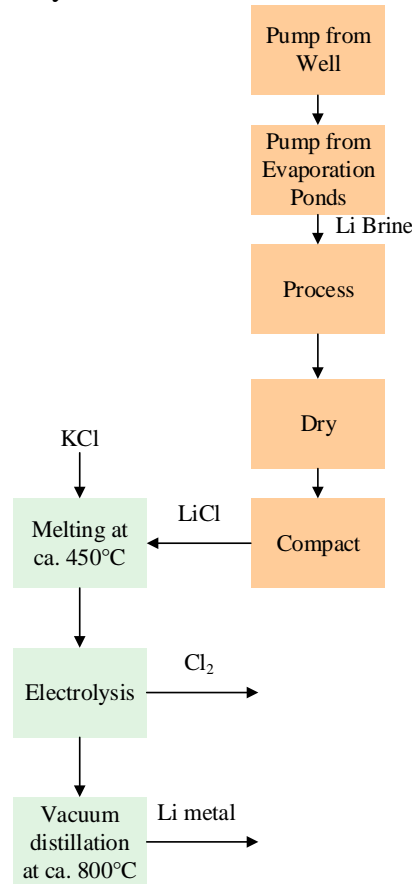 Pump from
Well
Pump from
Evaporation
Ponds
Li Brine
Process
Dry
KCl
LiCl
Melting at
ca. 450°C
Compact
Cl₂
Electrolysis
Li metal
Vacuum
distillation
at ca. 800°C